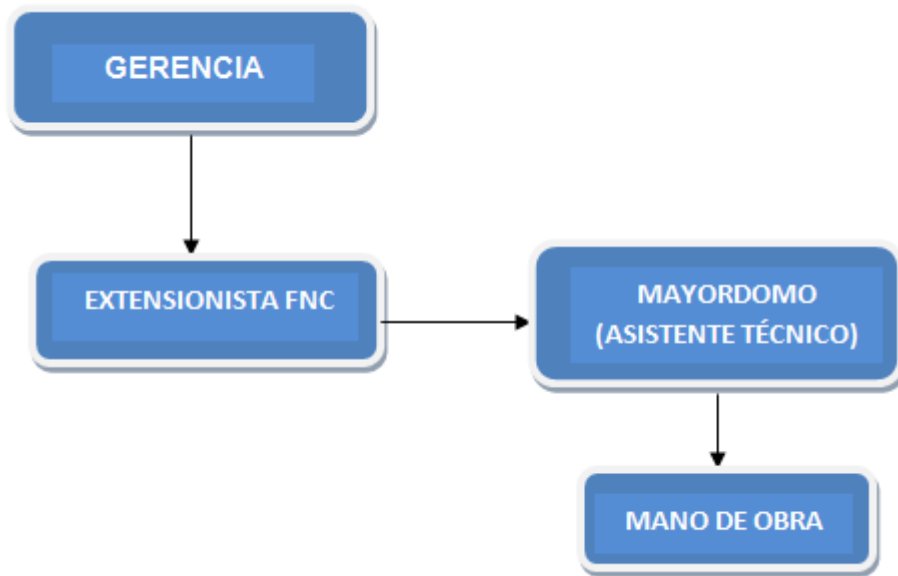 GERENCIA
EXTENSIONISTA FNC
MAYORDOMO
(ASISTENTE TÉCNICO)
MANO DE OBRA